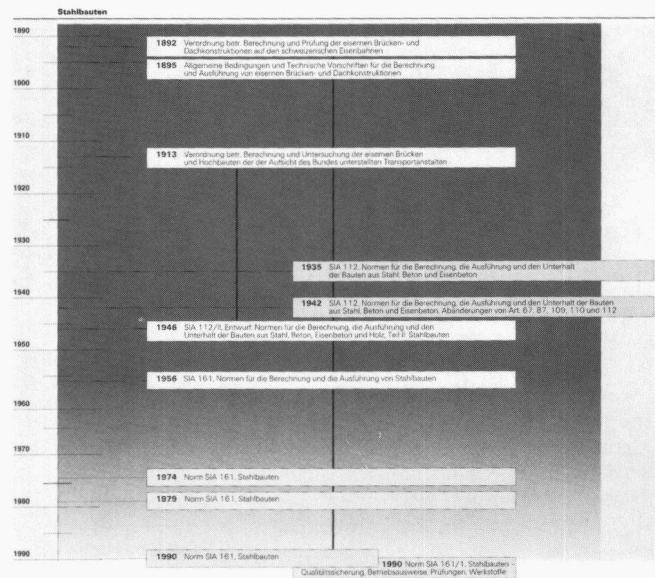 Stahlbauten
1890
1892 Verordnung betr. Berechnung und Prüfung der eisernen Brücken- und
Dachkonstruktionen auf den schweizerischen Eisenbahnen
1895 Allgemeine Bedingungen und Technische Vorschriften für die Berechnung
und Ausführung von eisernen Brücken- und Dachkonstruktionen
1900
1910
1913 Verordnung betr. Berechnung und Untersuchung der eisernen Brücken
und Hochbauten der der Aufsicht des Bundes unterstellten Transportanstalten
1920
1930
1935 SIA 112, Normen für die Berechnung, die Ausführung und den Unterhalt
der Bauten aus Stahl, Beton und Eisenbeton
1940
1942 SIA 112, Normen für die Berechnung, die Ausführung und den Unterhalt der Bauten
aus Stahl, Beton und Eisenbeton, Abänderungen von Art. 67, 87, 109, 110 und 112
1946 SIA 112/II, Entwurf: Normen für die Berechnung, die Ausführung und den
Unterhalt der Bauten aus Stahl, Beton, Eisenbeton und Holz, Teil II: Stahlbauten
1950
1956 SIA 161, Normen für die Berechnung und die Ausführung von Stahlbauten
1960
1970
1974 Norm SIA 161, Stahlbauten
1979 Norm SIA 161, Stahlbauten
1980
1990
1990 Norm SIA 161, Stahlbauten
1990 Norm SIA 161/1, Stahlbauten -
Qualitätssicherung, Betriebsausweise, Prüfungen, Werkstoffe